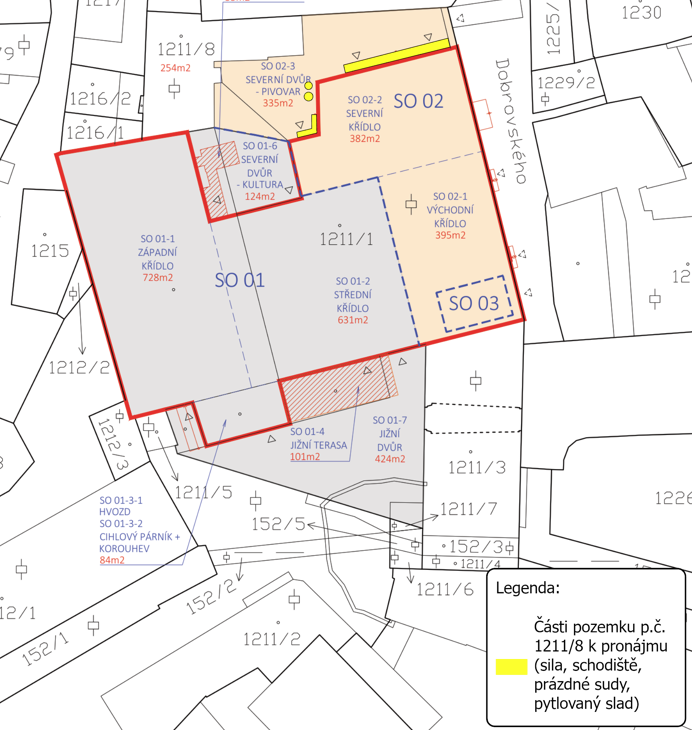 1217
1230
1225/1
1211/8
254m2
SO 02-3
SEVERNÍ DVŮR
- PIVOVAR
335m2
1229/2
1216/2
1216/1
SO 02-2
SEVERNÍ
KŘÍDLO
382m2
SO 02
Dobrovského
SO 01-6
SEVERNÍ
DVŮR
- KULTURA
124m2
SO 02-1
VÝCHODNÍ
KŘÍDLO
395m2
1215
SO 01-1
ZÁPADNÍ
KŘÍDLO
728m2
1211/1
SO 01
SO 01-2
STŘEDNÍ
KŘÍDLO
631m2
SO 03
1212/2
1212/3
SO 01-4
JIŽNÍ TERASA
101m2
SO 01-7
JIŽNÍ
DVŮR
424m2
1211/3
1211/5
1226
SO 01-3-1
HVOZD
SO 01-3-2
CIHLOVÝ PÁRNÍK +
KOROUHEV
84m2
1211/7
152/5
152/3
1211/4
1211/6
152/2
152/1
12/1
1211/2
Legenda:
Části pozemku p.č.
1211/8 k pronájmu
(sila, schodiště,
prázdné sudy,
pytlovaný slad)